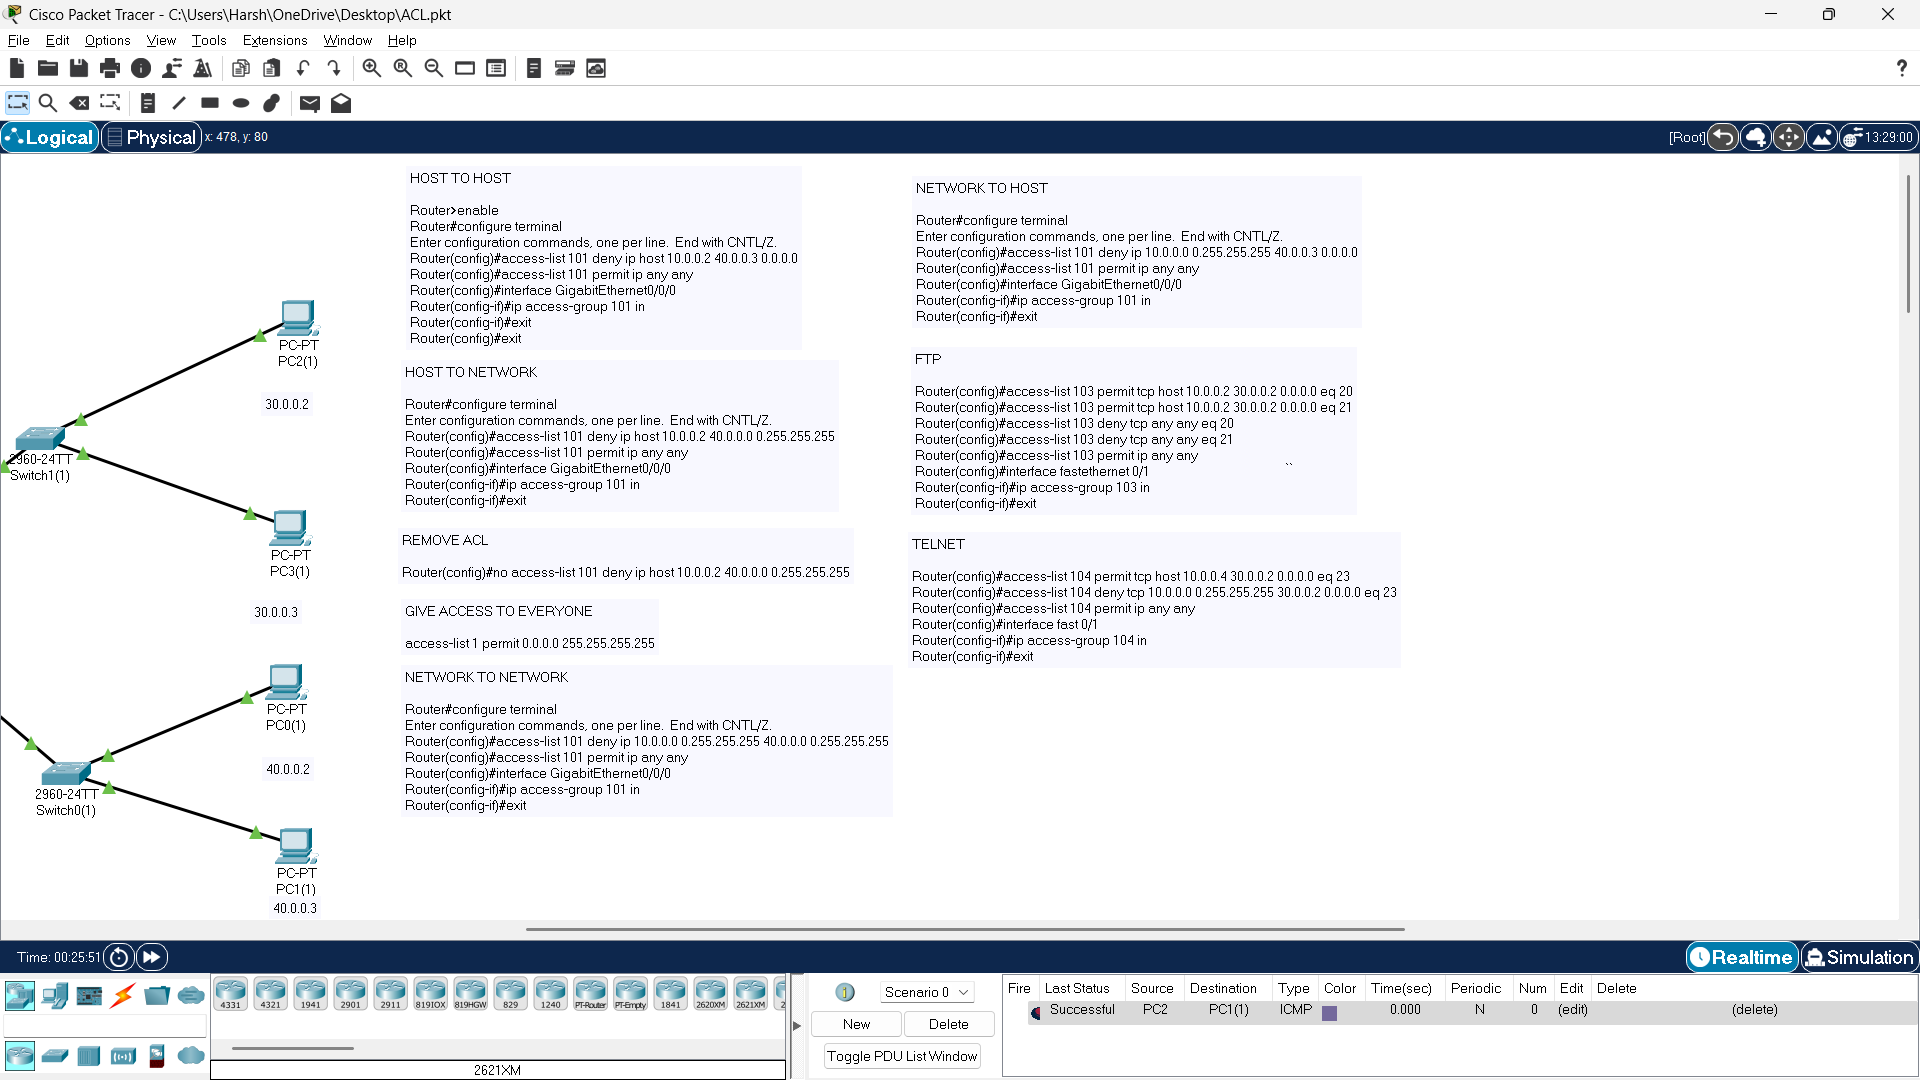 Cisco Packet Tracer - C:\Users\Harsh\OneDrive\Desktop\ACL.pkt
File Edit Options View Tools Extensions Window Help
?
Logical Physical x: 478, y: 80 [Root] 13:29:00
HOST TO HOST
Router>enable
Router#configure terminal
Enter configuration commands, one per line. End with CNTL/Z.
Router(config)#access-list 101 deny ip host 10.0.0.2 40.0.0.3 0.0.0.0
Router(config)#access-list 101 permit ip any any
Router(config)#interface GigabitEthernet0/0/0
Router(config-if)#ip access-group 101 in
Router(config-if)#exit
Router(config)#exit
HOST TO NETWORK
Router#configure terminal
Enter configuration commands, one per line. End with CNTL/Z.
Router(config)#access-list 101 deny ip host 10.0.0.2 40.0.0.0 0.255.255.255
Router(config)#access-list 101 permit ip any any
Router(config)#interface GigabitEthernet0/0/0
Router(config-if)#ip access-group 101 in
Router(config-if)#exit
REMOVE ACL
Router(config)#no access-list 101 deny ip host 10.0.0.2 40.0.0.0 0.255.255.255
GIVE ACCESS TO EVERYONE
access-list 1 permit 0.0.0.0 255.255.255.255
NETWORK TO NETWORK
Router#configure terminal
Enter configuration commands, one per line. End with CNTL/Z.
Router(config)#access-list 101 deny ip 10.0.0.0 0.255.255.255 40.0.0.0 0.255.255.255
Router(config)#access-list 101 permit ip any any
Router(config)#interface GigabitEthernet0/0/0
Router(config-if)#ip access-group 101 in
Router(config-if)#exit
NETWORK TO HOST
Router#configure terminal
Enter configuration commands, one per line. End with CNTL/Z.
Router(config)#access-list 101 deny ip 10.0.0.0 0.255.255.255 40.0.0.3 0.0.0.0
Router(config)#access-list 101 permit ip any any
Router(config)#interface GigabitEthernet0/0/0
Router(config-if)#ip access-group 101 in
Router(config-if)#exit
FTP
Router(config)#access-list 103 permit tcp host 10.0.0.2 30.0.0.2 0.0.0.0 eq 20
Router(config)#access-list 103 permit tcp host 10.0.0.2 30.0.0.2 0.0.0.0 eq 21
Router(config)#access-list 103 deny tcp any any eq 20
Router(config)#access-list 103 deny tcp any any eq 21
Router(config)#access-list 103 permit ip any any
Router(config)#interface fastethernet 0/1 ``
Router(config-if)#ip access-group 103 in
Router(config-if)#exit
TELNET
Router(config)#access-list 104 permit tcp host 10.0.0.4 30.0.0.2 0.0.0.0 eq 23
Router(config)#access-list 104 deny tcp 10.0.0.0 0.255.255.255 30.0.0.2 0.0.0.0 eq 23
Router(config)#access-list 104 permit ip any any
Router(config)#interface fast 0/1
Router(config-if)#ip access-group 104 in
Router(config-if)#exit
PC-PT
PC2(1)
30.0.0.2
2960-24TT
Switch1(1)
PC-PT
PC3(1)
30.0.0.3
PC-PT
PC0(1)
40.0.0.2
2960-24TT
Switch0(1)
PC-PT
PC1(1)
40.0.0.3
Time: 00:25:51 Realtime Simulation
4331 4321 1941 2901 2911 819IOX 819HGW 829 1240 PT-Router PT-Empty 1841 2620XM 2621XM 2
2621XM
Scenario 0
New Delete
Toggle PDU List Window
Fire Last Status Source Destination Type Color Time(sec) Periodic Num Edit Delete
Successful PC2 PC1(1) ICMP 0.000 N 0 (edit) (delete)